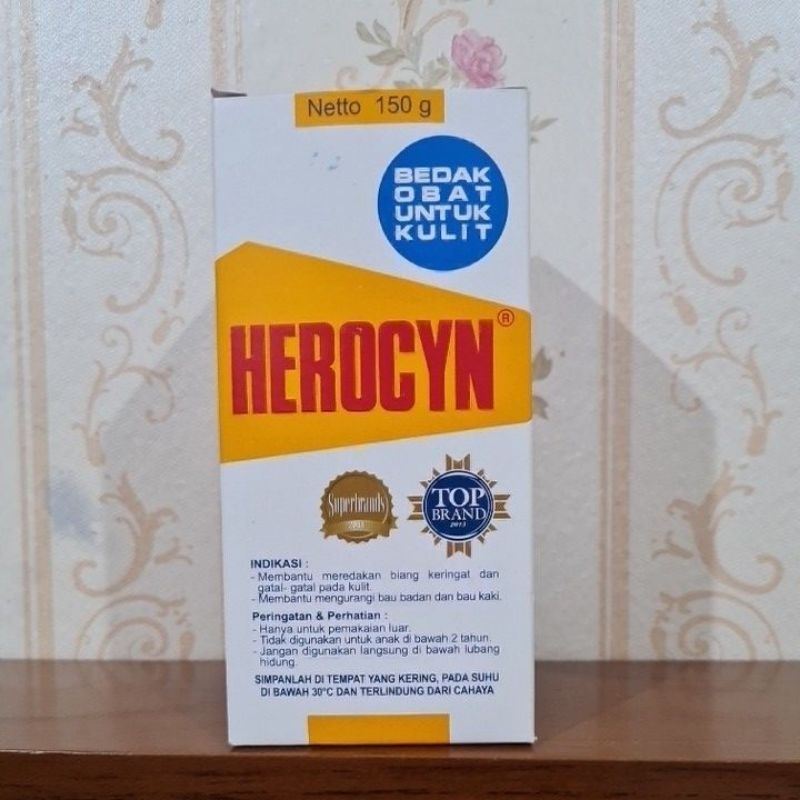 Netto 150 g
BEDAK
OBAT
UNTUK
KULIT
HEROCYN®
Superbrands
TOP
BRAND
2013
INDIKASI :
- Membantu meredakan biang keringat dan
gatal- gatal pada kulit.
- Membantu mengurangi bau badan dan bau kaki.
Peringatan & Perhatian :
- Hanya untuk pemakaian luar.
- Tidak digunakan untuk anak di bawah 2 tahun.
- Jangan digunakan langsung di bawah lubang
hidung.
SIMPANLAH DI TEMPAT YANG KERING, PADA SUHU
DI BAWAH 30°C DAN TERLINDUNG DARI CAHAYA